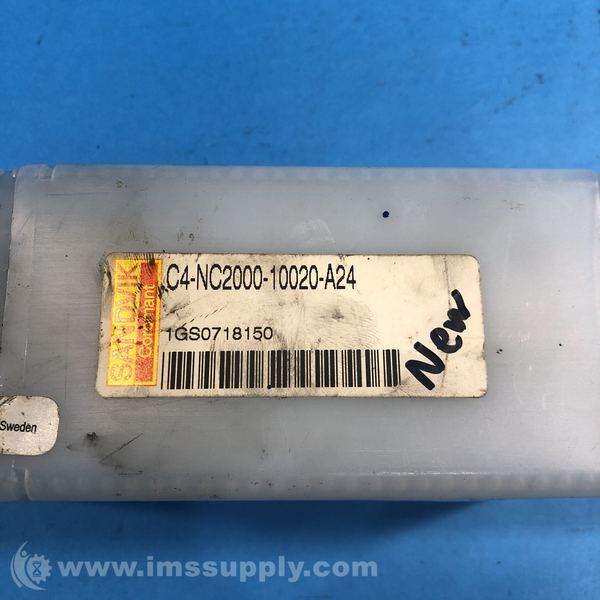 SANDVIK
Coromant
C4-NC2000-10020-A24
1GS0718150
New
Sweden
www.imssupply.com